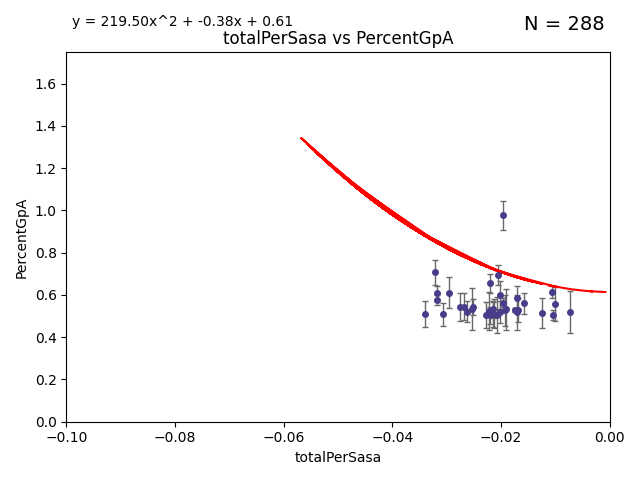 y = 219.50x^2 + -0.38x + 0.61
N = 288
totalPerSasa vs PercentGpA
1.6
1.4
1.2
1.0
0.8
0.6
0.4
0.2
0.0
PercentGpA
−0.10 −0.08 −0.06 −0.04 −0.02 0.00
totalPerSasa